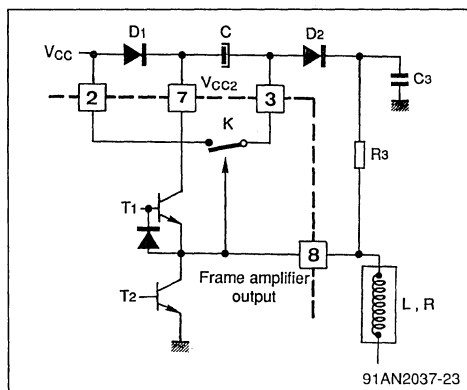 D1
C
D2
VCC
2
7
VCC2
3
C3
K
R3
T1
8
Frame amplifier
output
T2
L , R
91AN2037-23